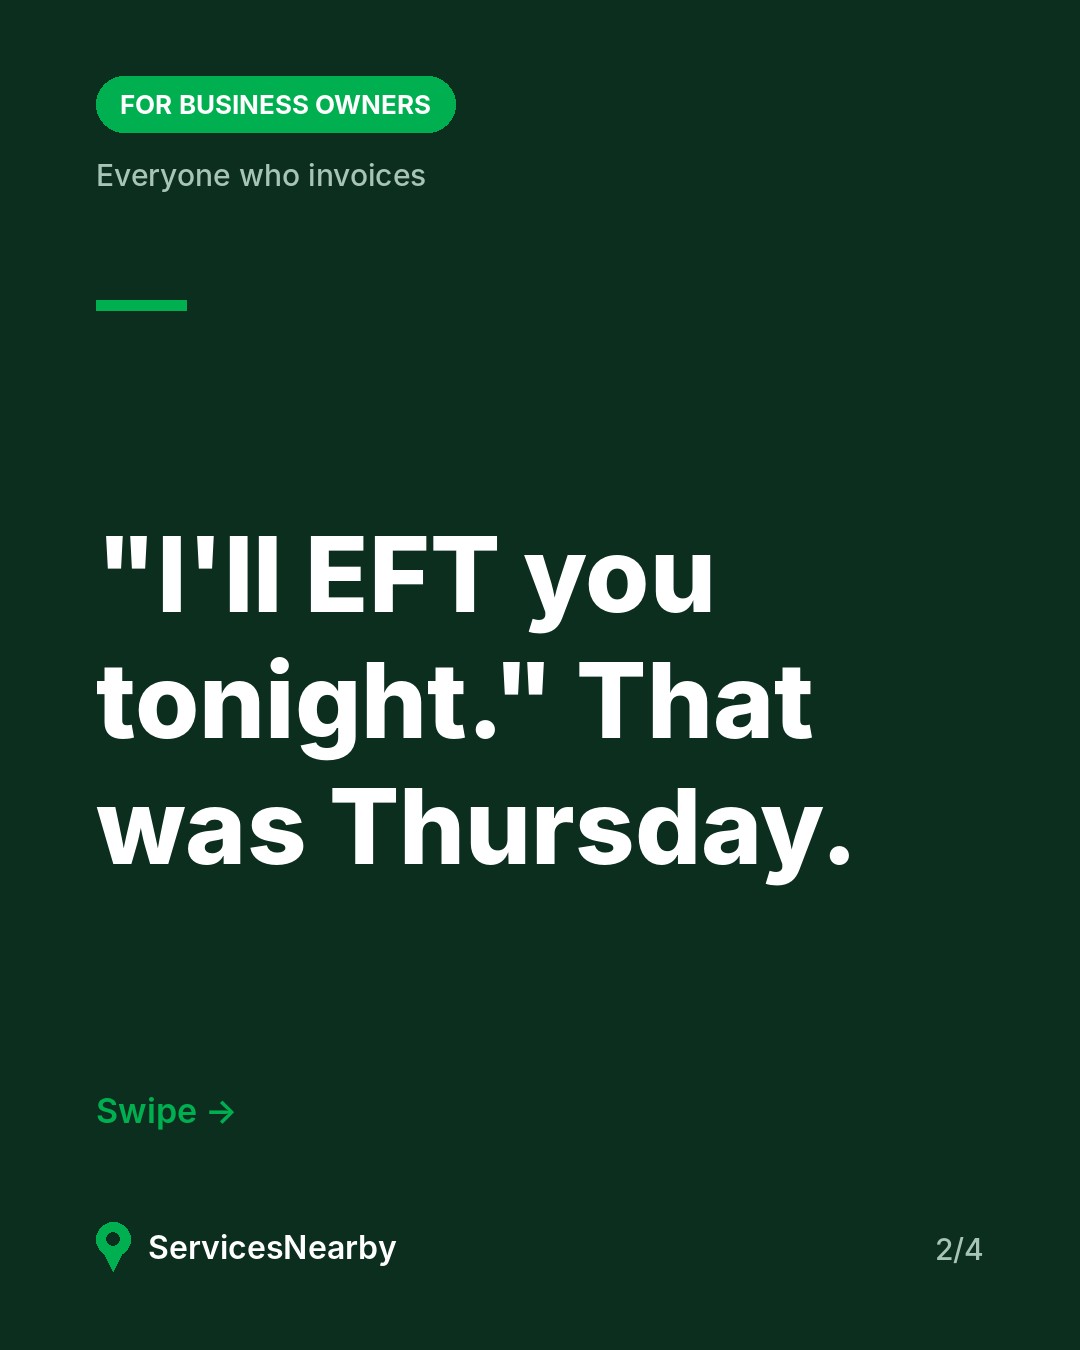 FOR BUSINESS OWNERS
Everyone who invoices
"I'll EFT you
tonight." That
was Thursday.
Swipe →
ServicesNearby
2/4